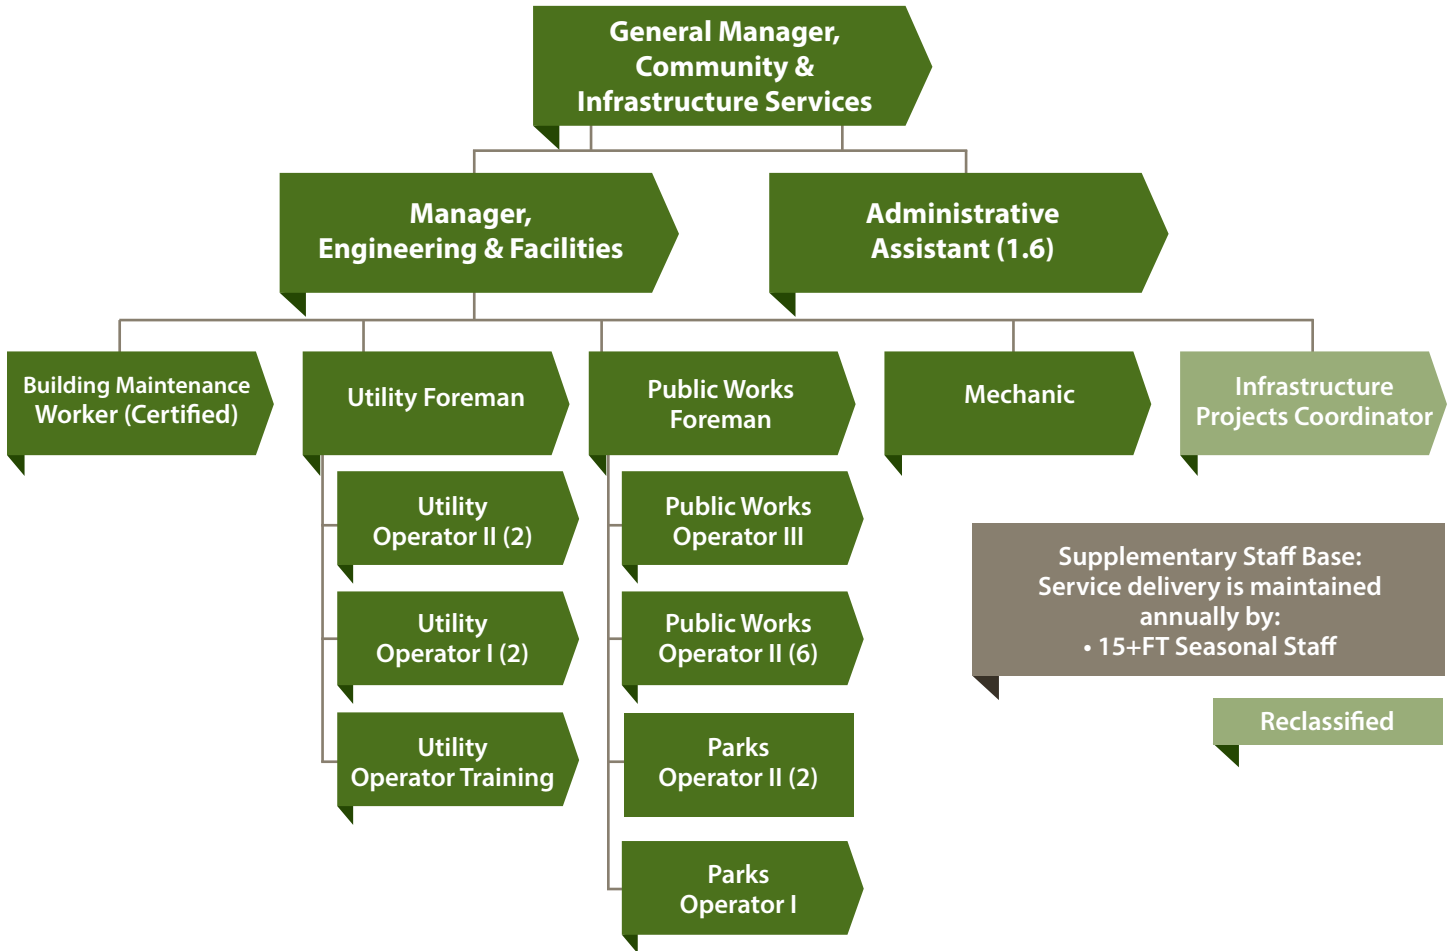 General Manager,
Community &
Infrastructure Services
Manager,
Engineering & Facilities
Administrative
Assistant (1.6)
Building Maintenance
Worker (Certified)
Utility Foreman
Public Works
Foreman
Mechanic
Infrastructure
Projects Coordinator
Utility
Operator II (2)
Utility
Operator I (2)
Utility
Operator Training
Public Works
Operator III
Public Works
Operator II (6)
Parks
Operator II (2)
Parks
Operator I
Supplementary Staff Base:
Service delivery is maintained
annually by:
• 15+FT Seasonal Staff
Reclassified